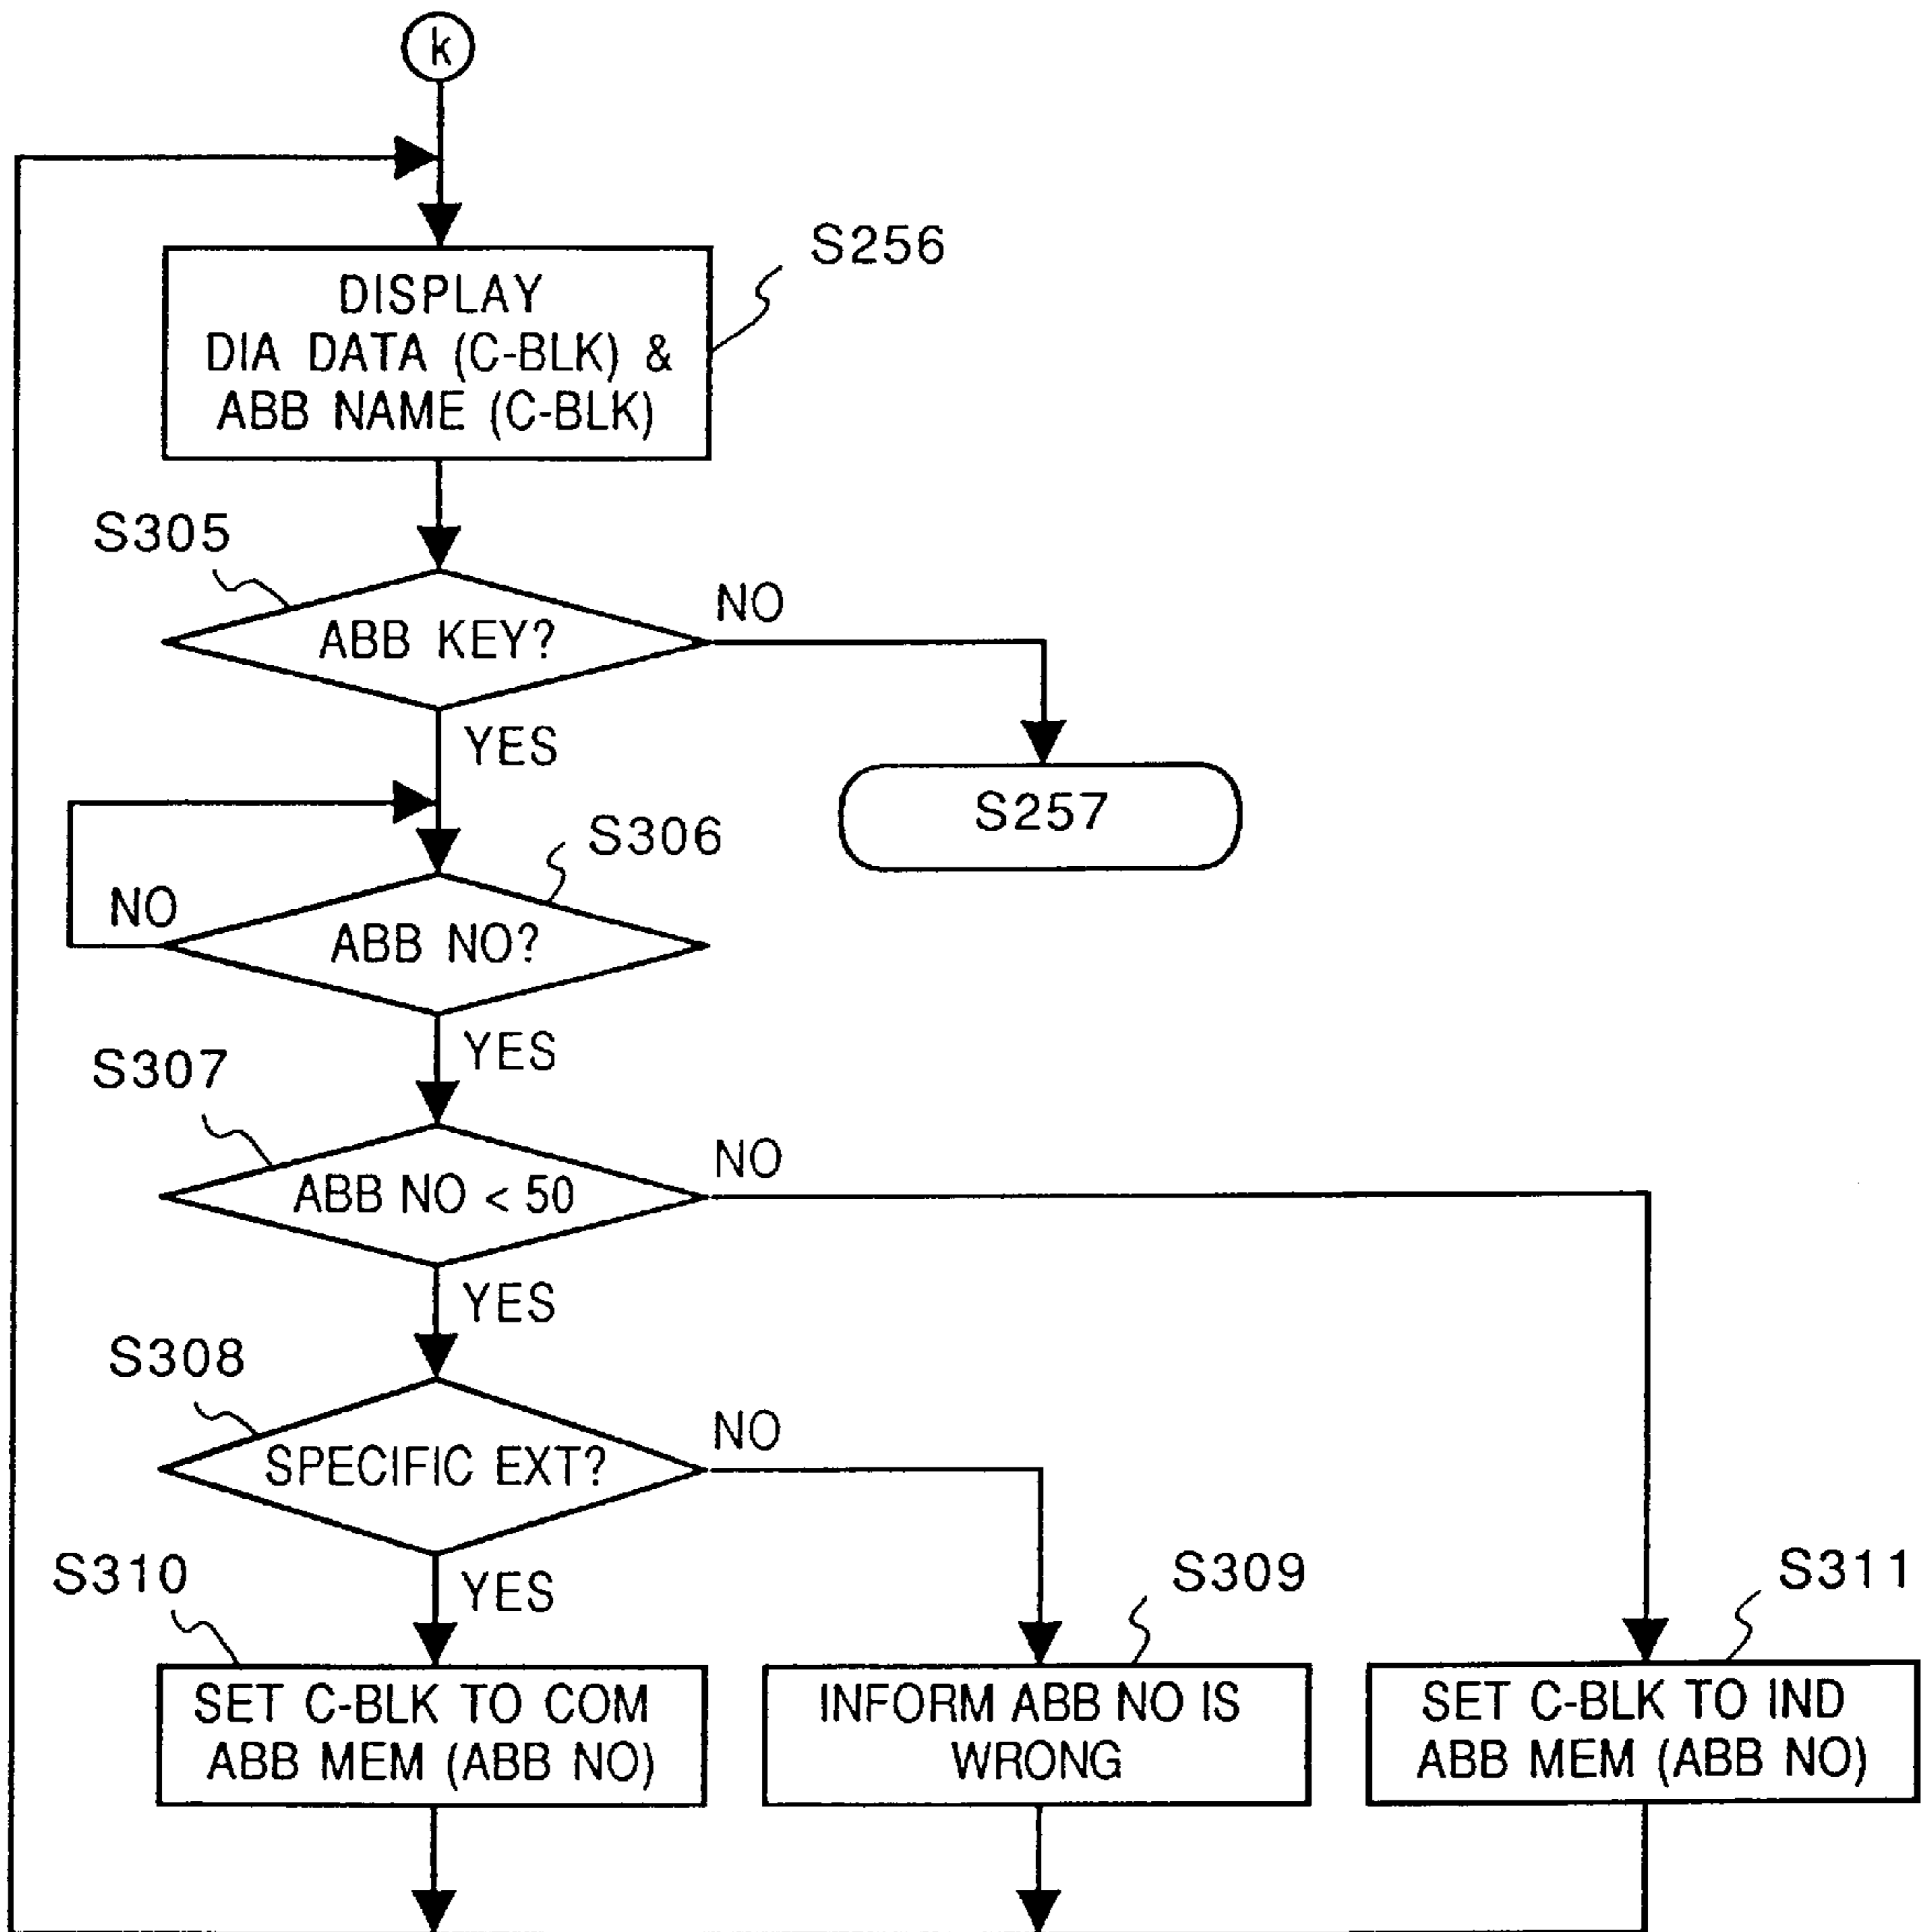 k
S256
DISPLAY
DIA DATA (C-BLK) &
ABB NAME (C-BLK)
S305
NO
ABB KEY?
YES
S257
S306
NO
ABB NO?
YES
S307
NO
ABB NO < 50
YES
S308
NO
SPECIFIC EXT?
YES
S310
SET C-BLK TO COM
ABB MEM (ABB NO)
S309
INFORM ABB NO IS
WRONG
S311
SET C-BLK TO IND
ABB MEM (ABB NO)